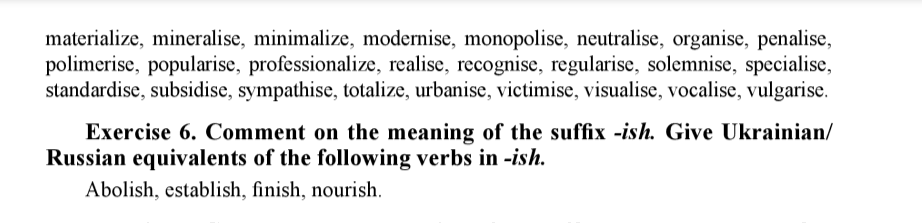 materialize, mineralise, minimalize, modernise, monopolise, neutralise, organise, penalise,
polimerise, popularise, professionalize, realise, recognise, regularise, solemnise, specialise,
standardise, subsidise, sympathise, totalize, urbanise, victimise, visualise, vocalise, vulgarise.
Exercise 6. Comment on the meaning of the suffix -ish. Give Ukrainian/
Russian equivalents of the following verbs in -ish.
Abolish, establish, finish, nourish.